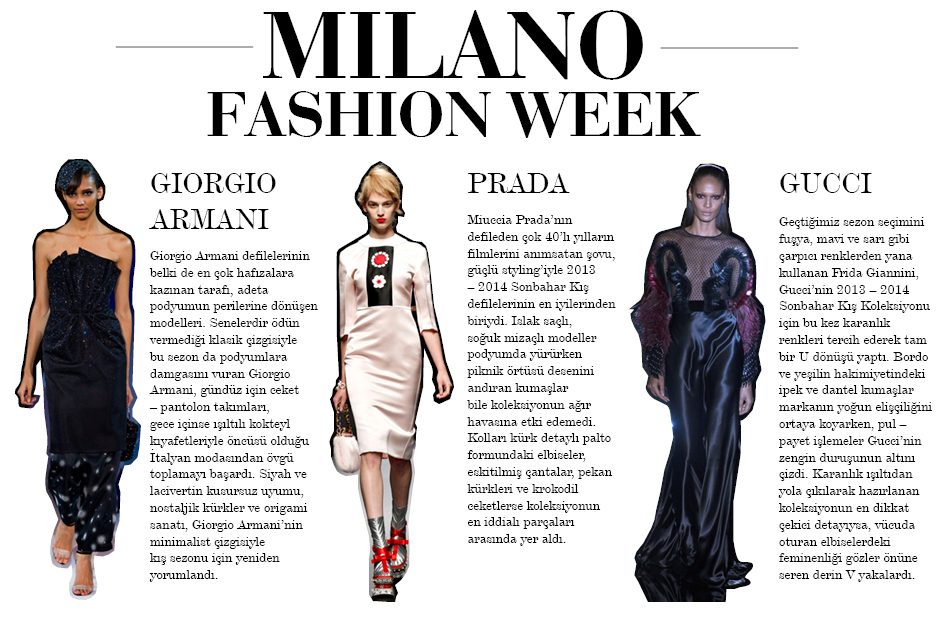 MILANO
FASHION WEEK
GIORGIO
ARMANI
Giorgio Armani defilelerinin
belki de en çok hafızalara
kazınan tarafı, adeta
podyumun perilerine dönüşen
modelleri. Senelerdir ödün
vermediği klasik çizgisiyle
bu sezon da podyumlara
damgasını vuran Giorgio
Armani, gündüz için ceket
– pantolon takımları,
gece içinse ışıltılı kokteyl
kıyafetleriyle öncüsü olduğu
İtalyan modasından övgü
toplamayı başardı. Siyah ve
lacivertin kusursuz uyumu,
nostaljik kürkler ve origami
sanatı, Giorgio Armani’nin
minimalist çizgisiyle
kış sezonu için yeniden
yorumlandı.
PRADA
Miuccia Prada’nın
defileden çok 40’lı yılların
filmlerini anımsatan şovu,
güçlü styling’iyle 2013
– 2014 Sonbahar Kış
defilelerinin en iyilerinden
biriydi. Islak saçlı,
soğuk mizaçlı modeller
podyumda yürürken
piknik örtüsü desenini
andıran kumaşlar
bile koleksiyonun ağır
havasına etki edemedi.
Kolları kürk detaylı palto
formundaki elbiseler,
eskitilmiş çantalar, pekan
kürkleri ve krokodil
ceketlerse koleksiyonun
en iddialı parçaları
arasında yer aldı.
GUCCI
Geçtiğimiz sezon seçimini
fuşya, mavi ve sarı gibi
çarpıcı renklerden yana
kullanan Frida Giannini,
Gucci’nin 2013 – 2014
Sonbahar Kış Koleksiyonu
için bu kez karanlık
renkleri tercih ederek tam
bir U dönüşü yaptı. Bordo
ve yeşilin hakimiyetindeki
ipek ve dantel kumaşlar
markanın yoğun elişçiliğini
ortaya koyarken, pul –
payet işlemeler Gucci’nin
zengin duruşunun altını
çizdi. Karanlık ışıltıdan
yola çıkılarak hazırlanan
koleksiyonun en dikkat
çekici detayıysa, vücuda
oturan elbiselerdeki
feminenliği gözler önüne
seren derin V yakalardı.